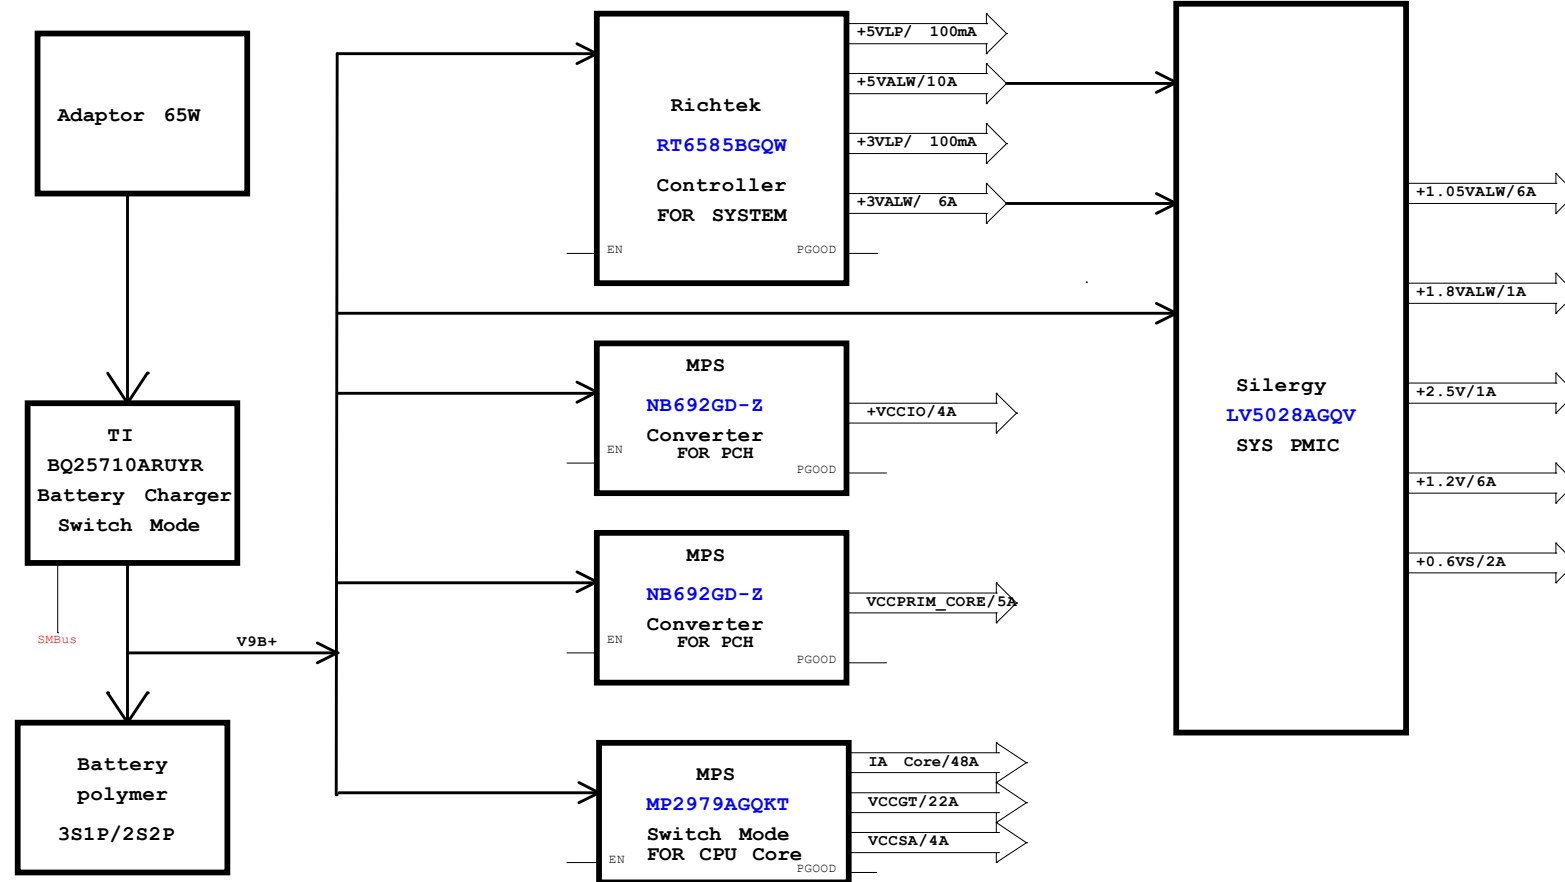 Adaptor 65W
TI
BQ25710ARUYR
Battery Charger
Switch Mode
SMBus
V9B+
Battery
polymer
3S1P/2S2P
Richtek
RT6585BGQW
Controller
FOR SYSTEM
EN
PGOOD
+5VLP/ 100mA
+5VALW/10A
+3VLP/ 100mA
+3VALW/ 6A
MPS
NB692GD-Z
Converter
FOR PCH
EN
PGOOD
+VCCIO/4A
MPS
NB692GD-Z
Converter
FOR PCH
EN
PGOOD
VCCPRIM_CORE/5A
MPS
MP2979AGQKT
Switch Mode
FOR CPU Core
EN
PGOOD
IA Core/48A
VCCGT/22A
VCCSA/4A
Silergy
LV5028AGQV
SYS PMIC
+1.05VALW/6A
+1.8VALW/1A
+2.5V/1A
+1.2V/6A
+0.6VS/2A